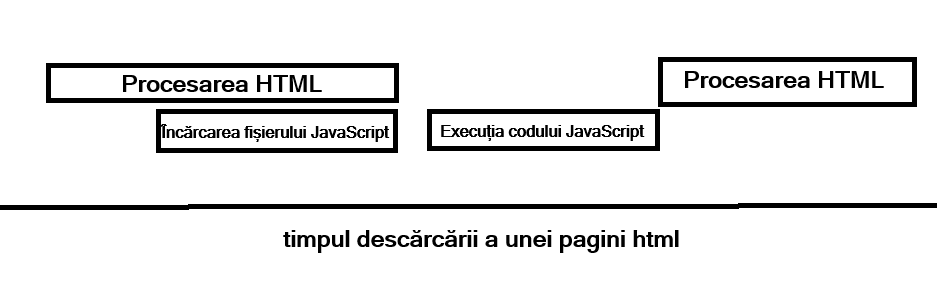 Procesarea HTML
Procesarea HTML
Încărcarea fișierului JavaScript
Execuția codului JavaScript
timpul descărcării a unei pagini html